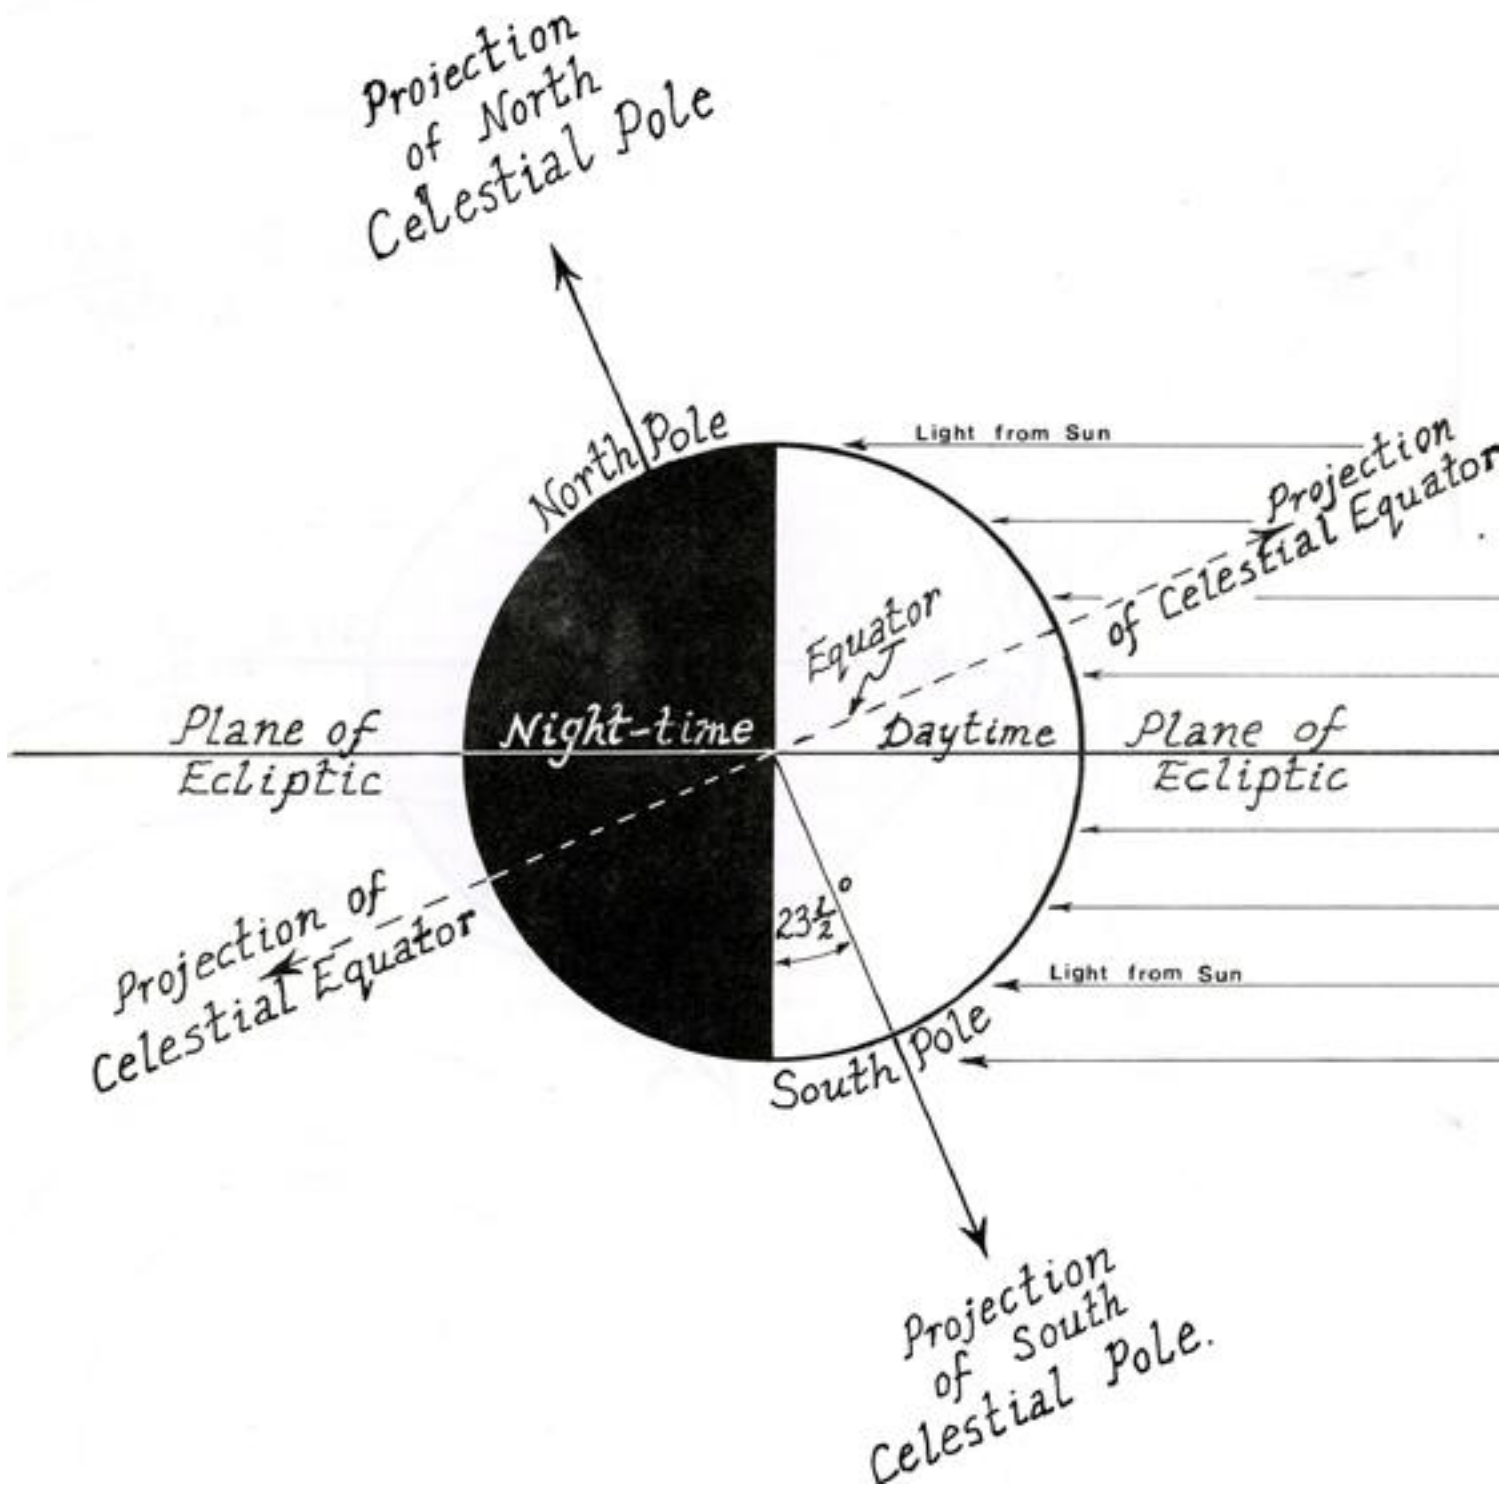 Projection
of North
Celestial Pole
North Pole
Light from Sun
Projection
of Celestial Equator
Equator
Plane of
Ecliptic
Night-time
Daytime
Plane of
Ecliptic
23½°
Projection of
Celestial Equator
Light from Sun
South Pole
Projection
of South
Celestial Pole.